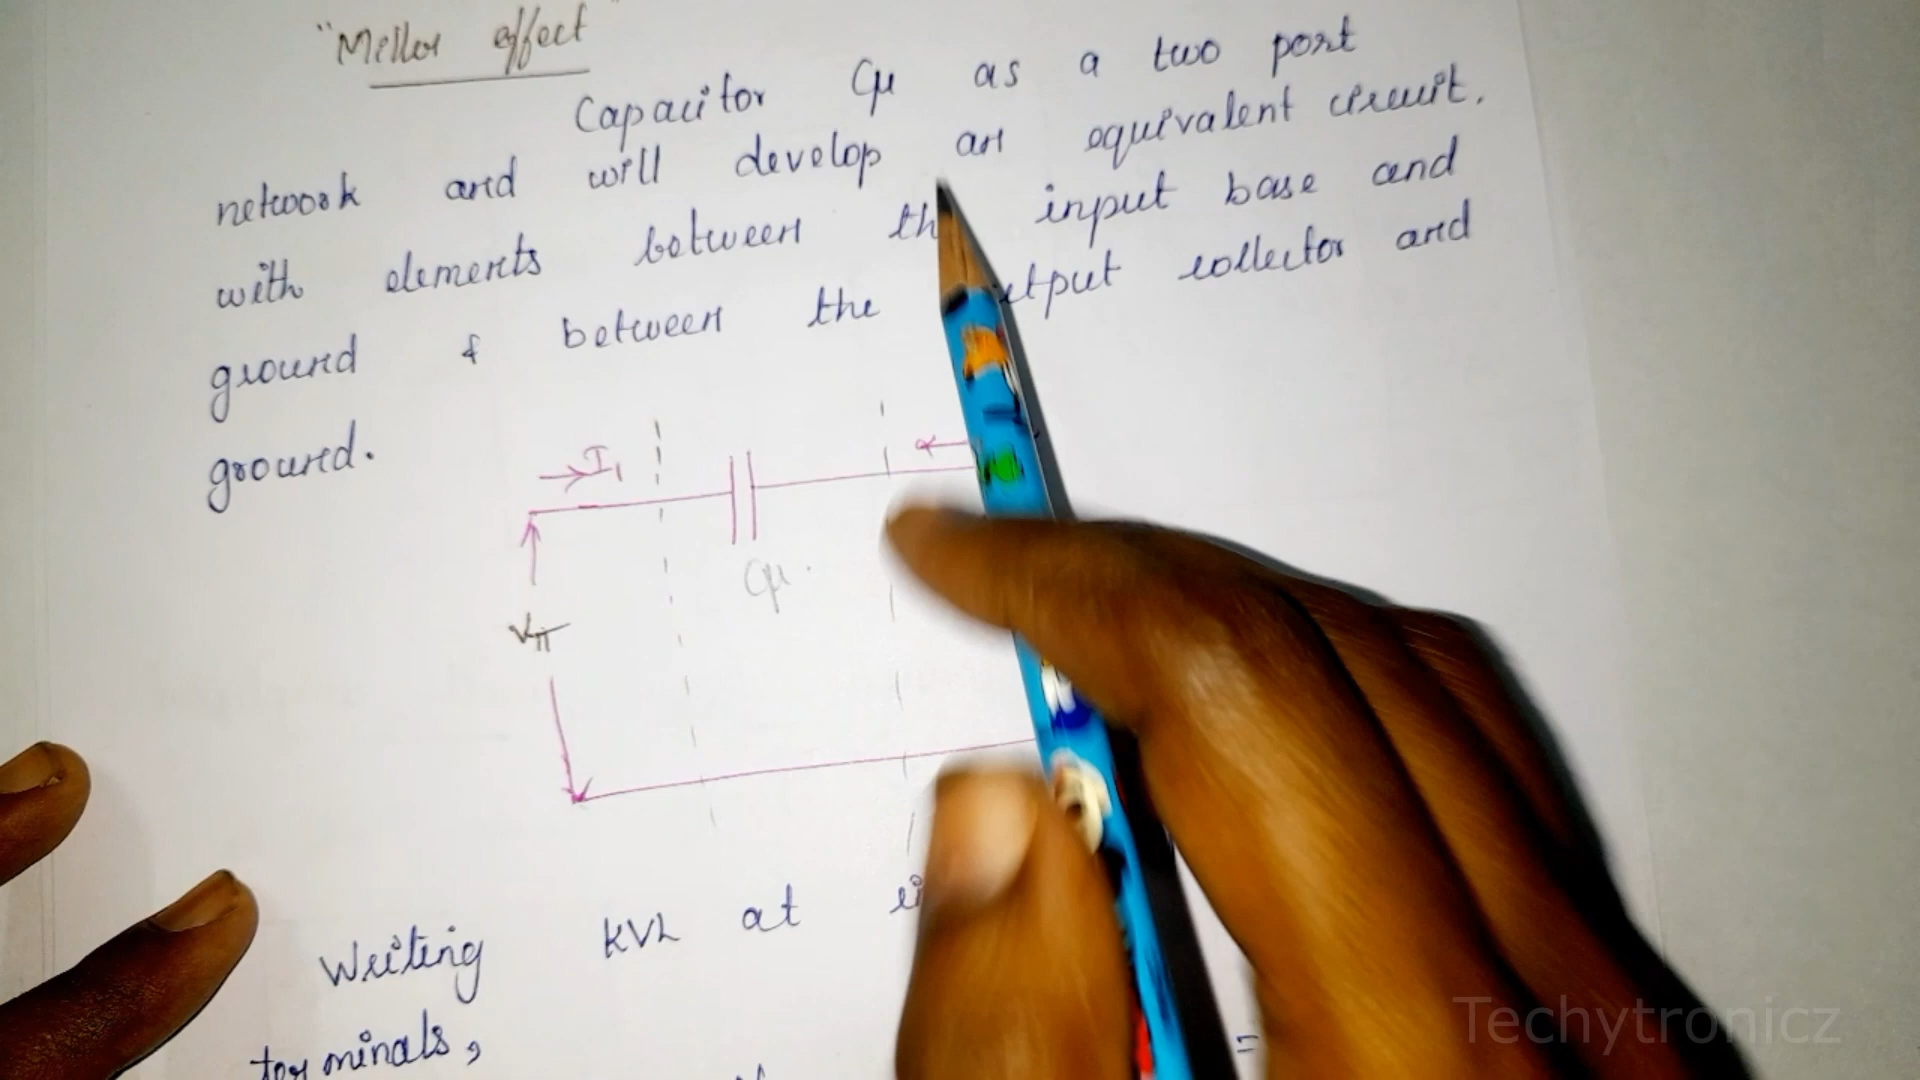 "Miller effect"
Capacitor Cμ as a two port
network and will develop an equivalent circuit.
with elements between the input base and
ground & between the output collector and
ground.
I1
Cμ.
Vπ
Writing KVL at
terminals,
=
Techytronicz